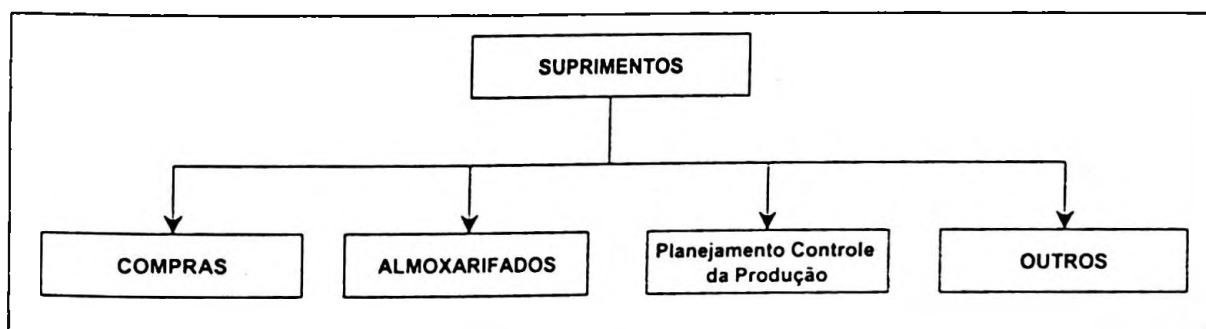 SUPRIMENTOS
COMPRAS
ALMOXARIFADOS
Planejamento Controle
da Produção
OUTROS